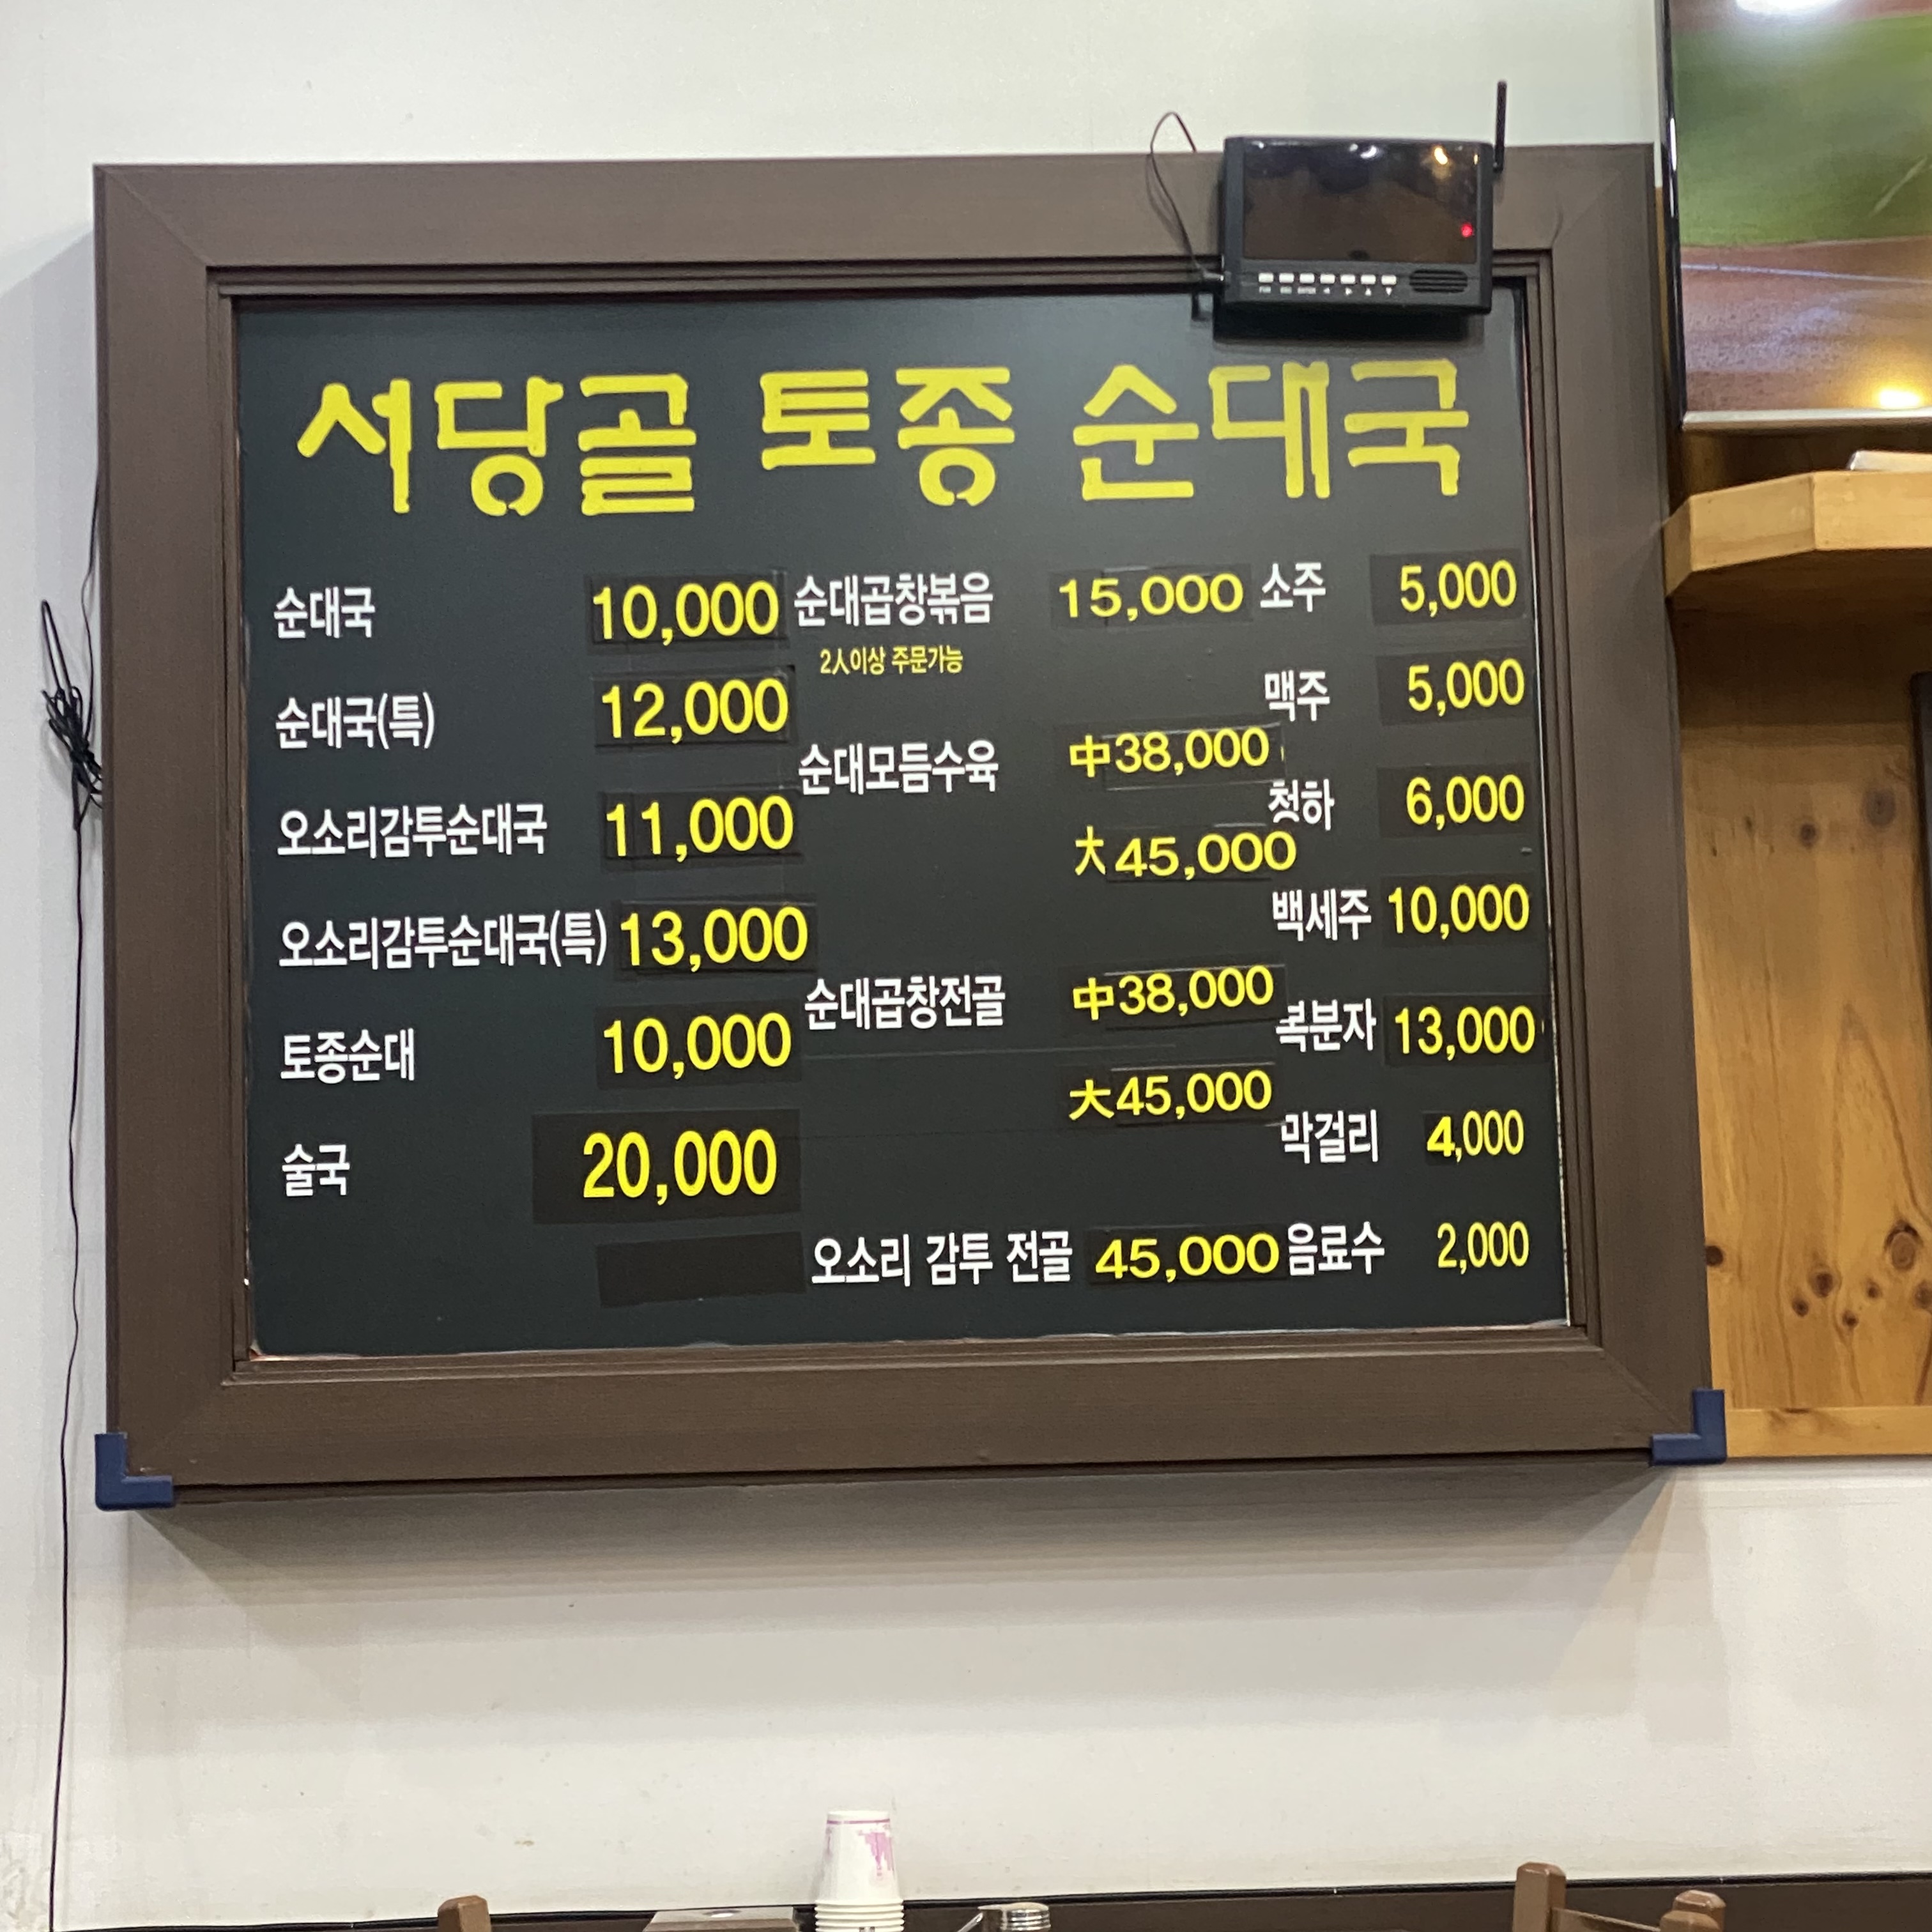 서당골 토종 순대국
순대국 10,000
순대국(특) 12,000
오소리감투순대국 11,000
오소리감투순대국(특) 13,000
토종순대 10,000
술국 20,000
순대곱창볶음 15,000
2人이상 주문가능
순대모듬수육 中38,000
大45,000
순대곱창전골 中38,000
大45,000
오소리 감투 전골 45,000
소주 5,000
맥주 5,000
청하 6,000
백세주 10,000
복분자 13,000
막걸리 4,000
음료수 2,000